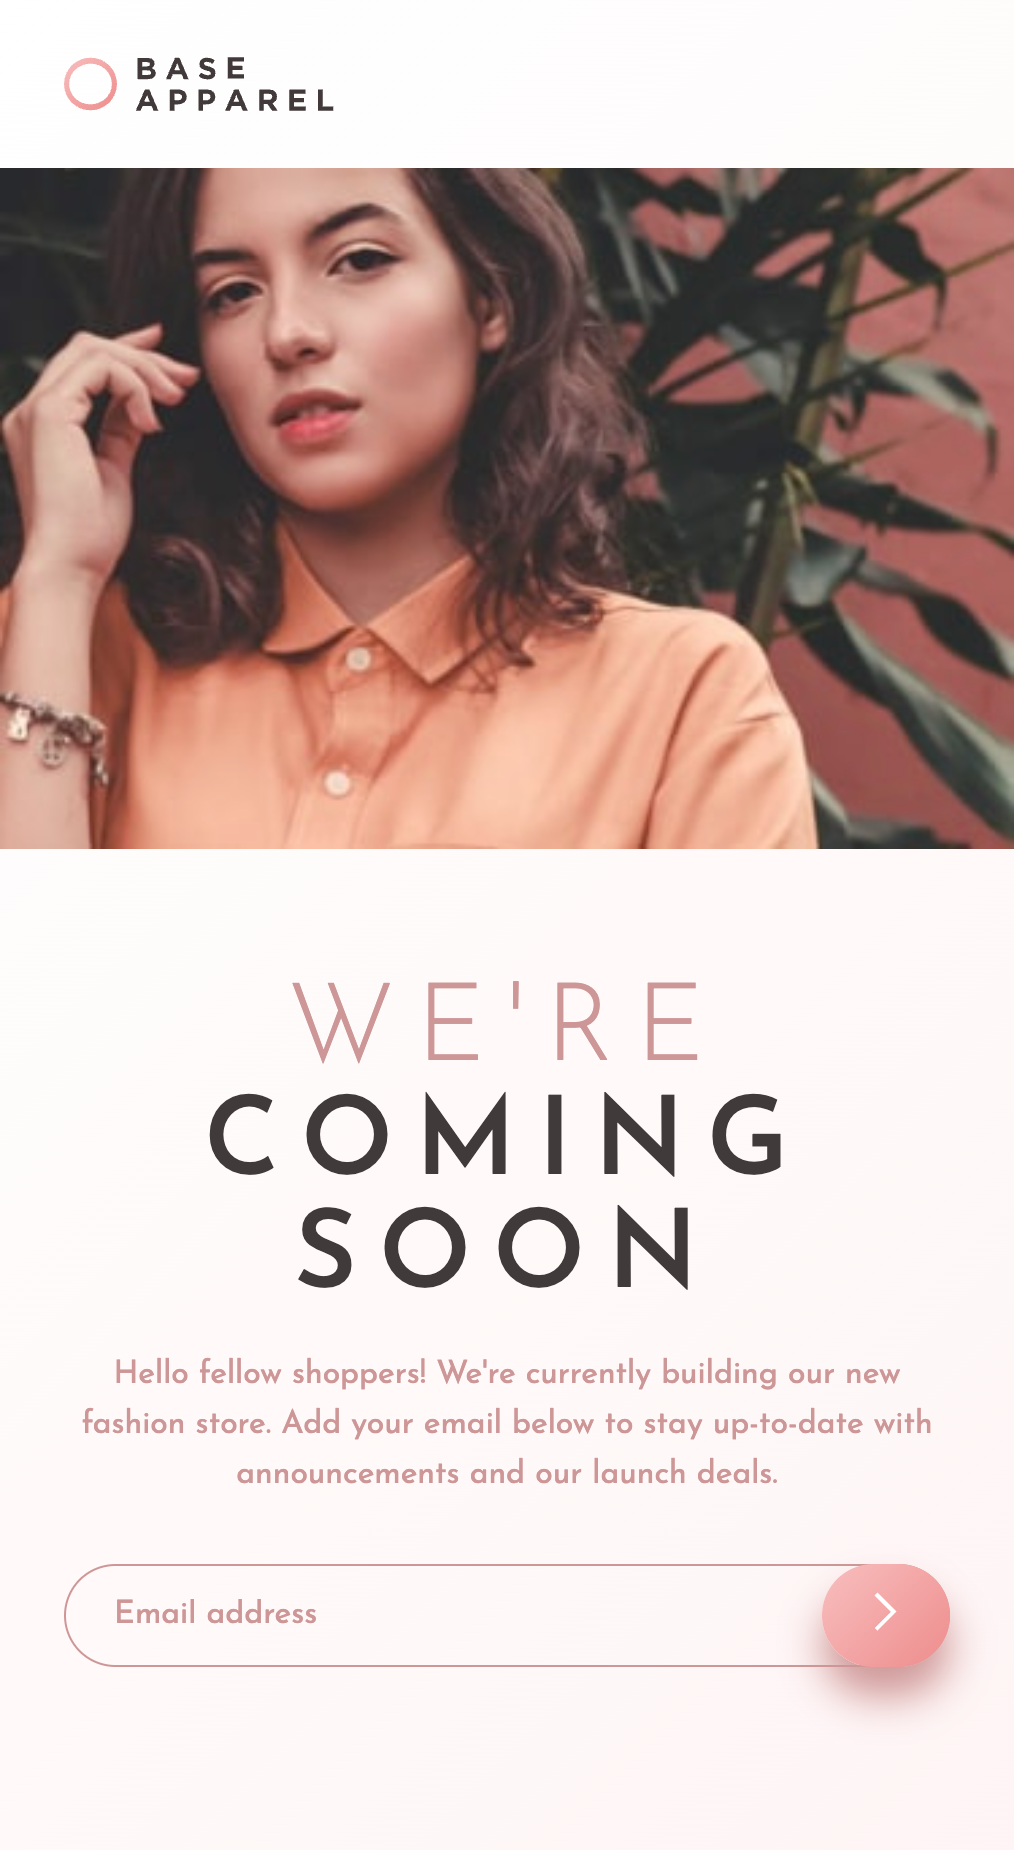 BASE
APPAREL
WE'RE
COMING
SOON
Hello fellow shoppers! We're currently building our new
fashion store. Add your email below to stay up-to-date with
announcements and our launch deals.
Email address